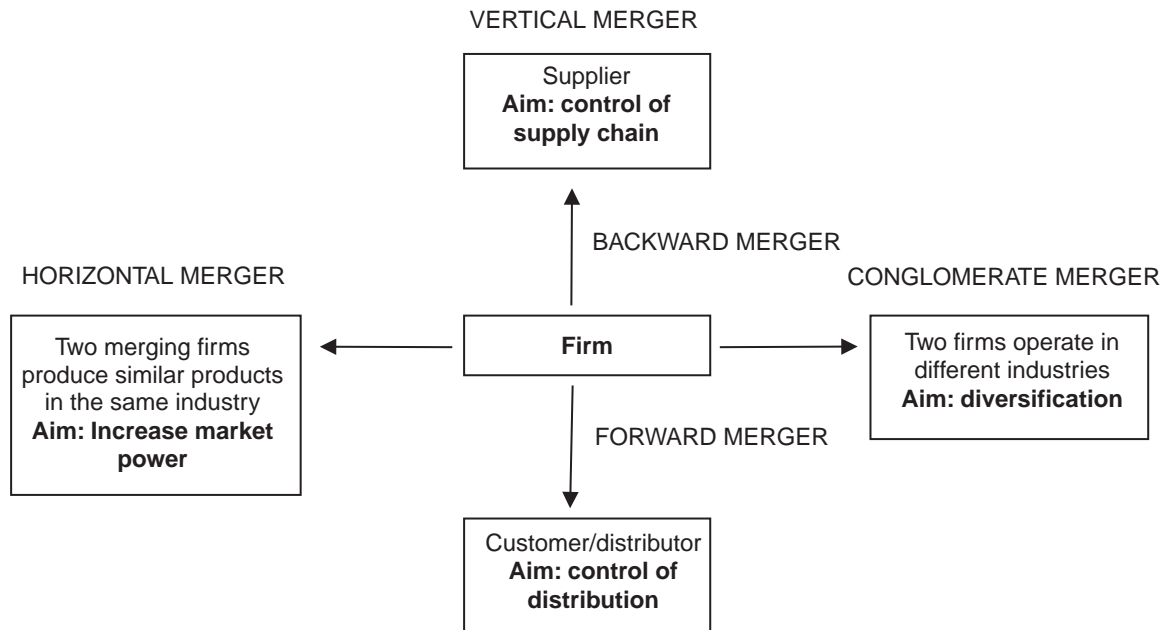 VERTICAL MERGER
Supplier
Aim: control of
supply chain
BACKWARD MERGER
HORIZONTAL MERGER
CONGLOMERATE MERGER
Two merging firms
produce similar products
in the same industry
Aim: Increase market
power
Firm
Two firms operate in
different industries
Aim: diversification
FORWARD MERGER
Customer/distributor
Aim: control of
distribution